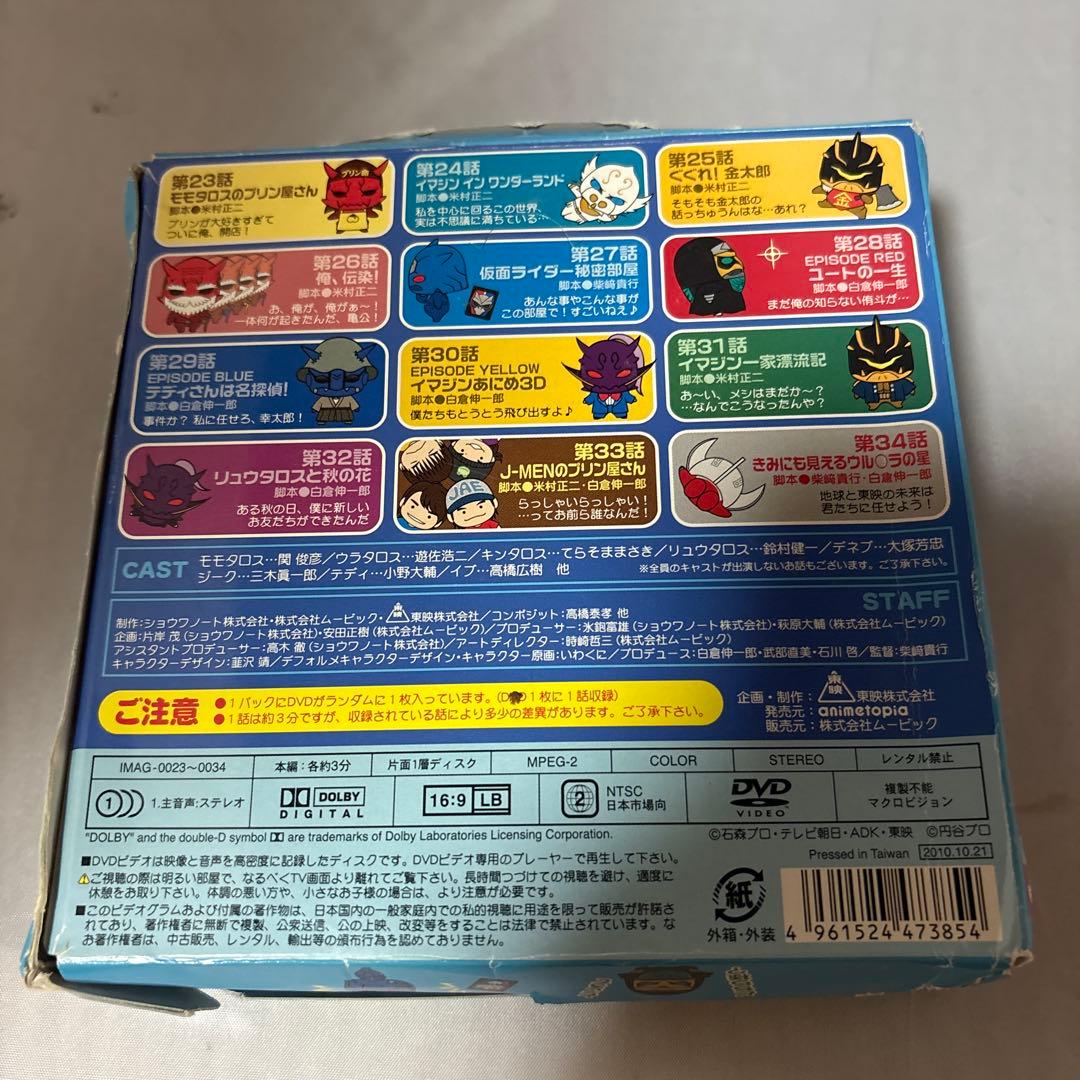 第23話
モモタロスのプリン屋さん
脚本●米村正二
プリンが大好きすぎて
ついに俺、開店！
プリン命
第24話
イマジン イン ワンダーランド
脚本●米村正二
私を中心に回るこの世界、
実は不思議に満ちている…
第25話
ぐぐれ！ 金太郎
脚本●米村正二
そもそも金太郎の
話っちゅうんはな…あれ？
金
第26話
俺、伝染！
脚本●米村正二
お、俺が、俺がぁ〜！
一体何が起きたんだ、亀公！
第27話
仮面ライダー秘密部屋
脚本●柴﨑貴行
あんな事やこんな事が
この部屋で！すごいねえ♪
第28話
EPISODE RED
ユートの一生
脚本●白倉伸一郎
まだ俺の知らない侑斗が…
第29話
EPISODE BLUE
テディさんは名探偵！
脚本●白倉伸一郎
事件か？ 私に任せろ、幸太郎！
第30話
EPISODE YELLOW
イマジンあにめ3D
脚本●白倉伸一郎
僕たちもとうとう飛び出すよ♪
第31話
イマジン一家漂流記
脚本●米村正二
お〜い、メシはまだか〜？
…なんでこうなったんや？
第32話
リュウタロスと秋の花
脚本●白倉伸一郎
ある秋の日、僕に新しい
お友だちができたんだ
第33話
J-MENのプリン屋さん
脚本●米村正二・白倉伸一郎
らっしゃいらっしゃい！
…ってお前ら誰なんだ！
JAE
第34話
きみにも見えるウル○ラの星
脚本●柴﨑貴行・白倉伸一郎
地球と東映の未来は
君たちに任せよう！
CAST
モモタロス…関 俊彦／ウラタロス…遊佐浩二／キンタロス…てらそままさき／リュウタロス…鈴村健一／デネブ…大塚芳忠
ジーク…三木眞一郎／テディ…小野大輔／イブ…高橋広樹 他
※全員のキャストが出演しないお話もございます。ご了承下さい。
STAFF
制作：ショウワノート株式会社・株式会社ムービック・東映東映株式会社／コンポジット：高橋泰孝 他
企画：片岸 茂（ショウワノート株式会社）・安田正樹（株式会社ムービック）／プロデューサー：氷鉋富雄（ショウワノート株式会社）・萩原大輔（株式会社ムービック）
アシスタントプロデューサー：高木 徹（ショウワノート株式会社）／アートディレクター：時﨑哲三（株式会社ムービック）
キャラクターデザイン：韮沢 靖／デフォルメキャラクターデザイン・キャラクター原画：いわくに／プロデュース：白倉伸一郎・武部直美・石川 啓／監督：柴﨑貴行
ご注意
：1パックにDVDがランダムに1枚入っています。（DVD1枚に1話収録）
：1話は約3分ですが、収録されている話により多少の差異があります。ご了承下さい。
企画・制作：東映 東映株式会社
発売元：animetopia
販売元：株式会社ムービック
IMAG-0023〜0034
本編：各約3分
片面1層ディスク
MPEG-2
COLOR
STEREO
レンタル禁止
1 1.主音声：ステレオ
DOLBY DIGITAL
16:9 LB
2 NTSC 日本市場向
DVD VIDEO
複製不能 マクロビジョン
"DOLBY" and the double-D symbol are trademarks of Dolby Laboratories Licensing Corporation.
©石森プロ・テレビ朝日・ADK・東映 ©円谷プロ
Pressed in Taiwan 2010.10.21
■DVDビデオは映像と音声を高密度に記録したディスクです。DVDビデオ専用のプレーヤーで再生して下さい。
⚠ご視聴の際は明るい部屋で、なるべくTV画面より離れてご覧下さい。長時間つづけての視聴を避け、適度に
休憩をお取り下さい。体調の悪い方や、小さなお子様の場合は、より注意が必要です。
■このビデオグラムおよび付属の著作物は、日本国内の一般家庭内での私的視聴に用途を限って販売が許諾さ
れており、著作権者に無断で複製、公衆送信、公の上映、改変等をすることは法律で禁止されています。な
お著作権者は、中古販売、レンタル、輸出等の頒布行為を認めておりません。
紙
外箱・外装
4 961524 473854